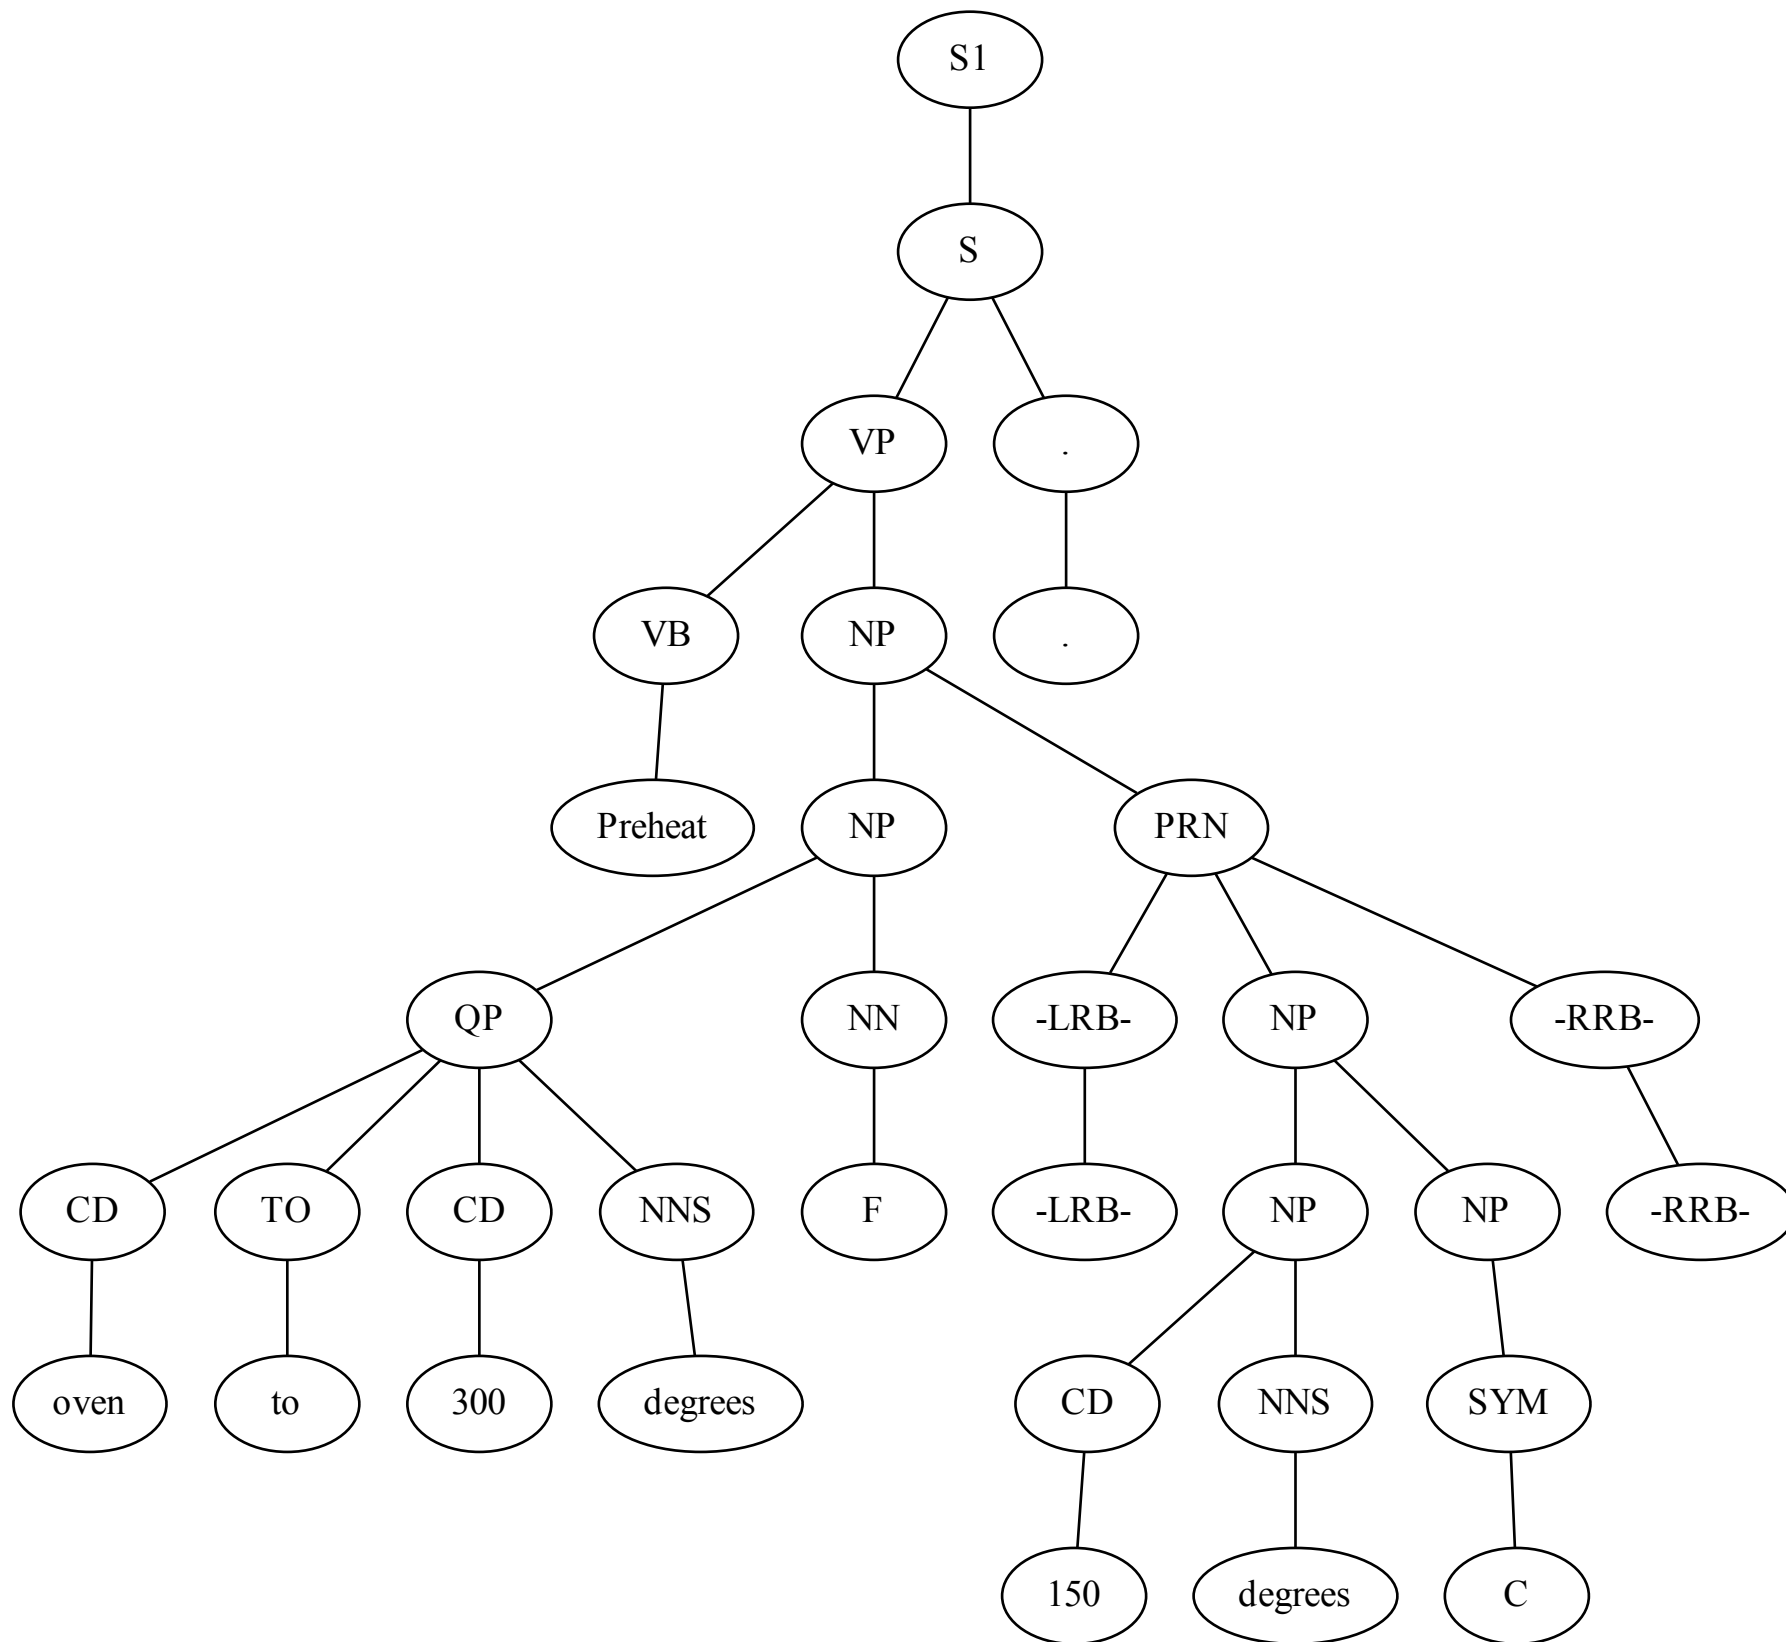 S1
S
VP .
VB NP .
Preheat NP PRN
QP NN -LRB- NP -RRB-
CD TO CD NNS F -LRB- NP NP -RRB-
oven to 300 degrees CD NNS SYM
150 degrees C